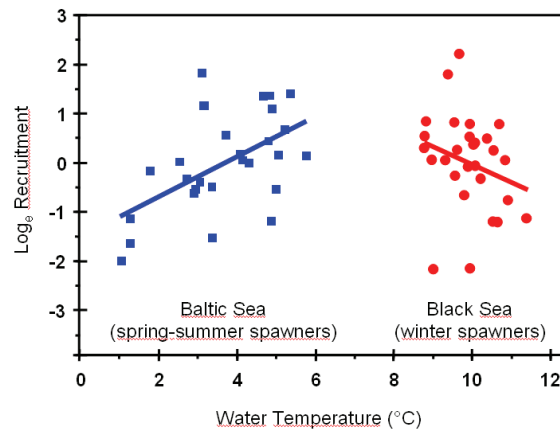 3
2
1
0
-1
-2
-3
Logₑ Recruitment
Baltic Sea
(spring-summer spawners)
Black Sea
(winter spawners)
0 2 4 6 8 10 12
Water Temperature (°C)